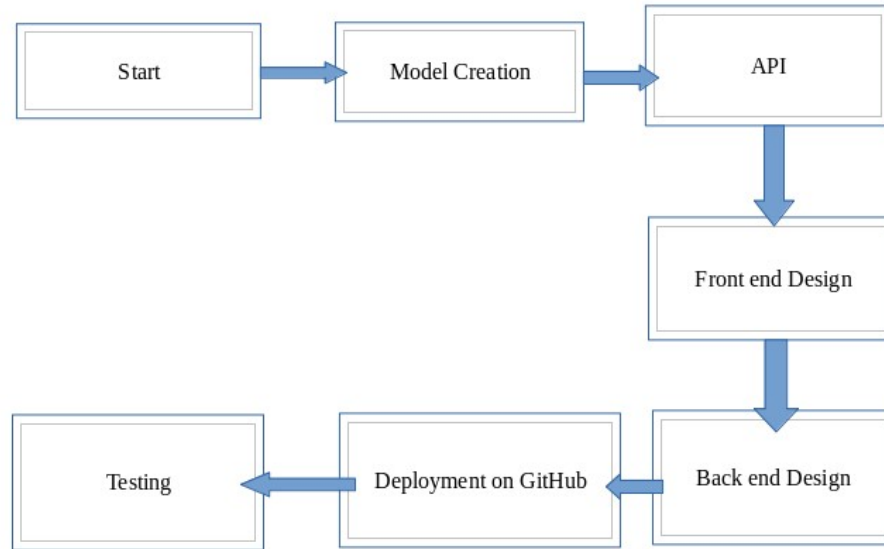 Start
Model Creation
API
Front end Design
Back end Design
Deployment on GitHub
Testing